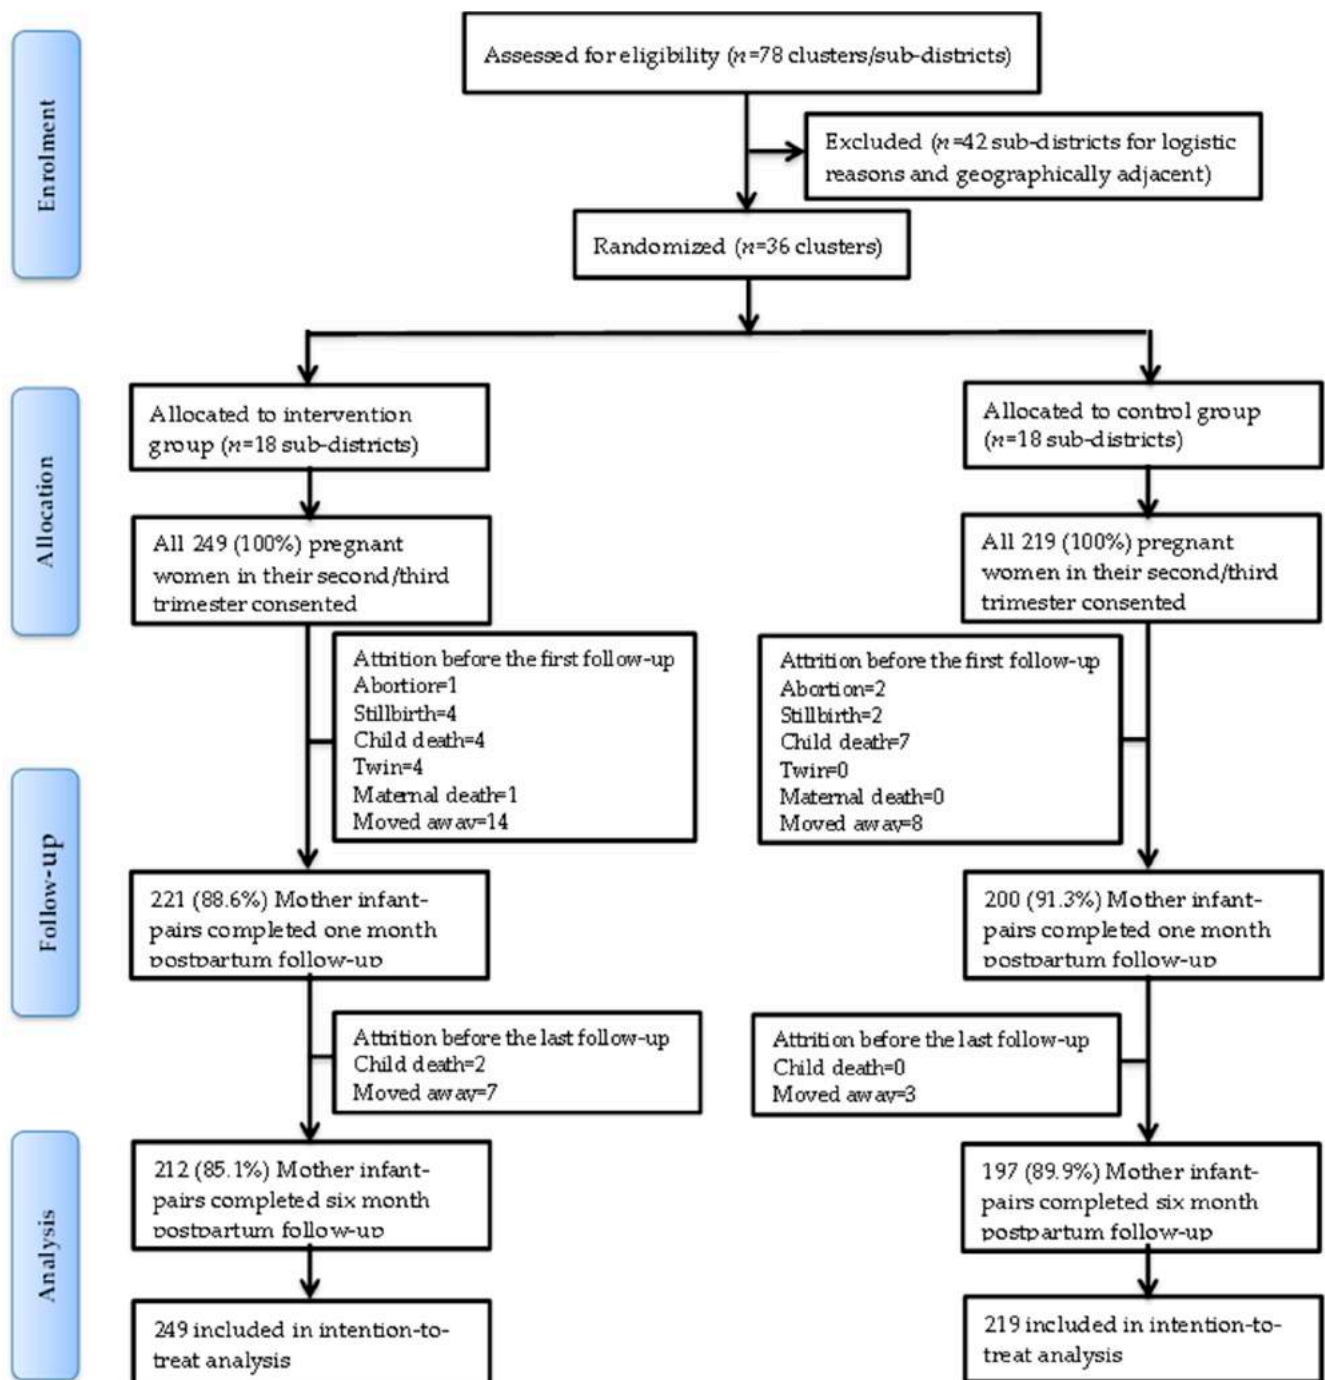 Enrolment
Assessed for eligibility (n=78 clusters/sub-districts)
Excluded (n=42 sub-districts for logistic
reasons and geographically adjacent)
Randomized (n=36 clusters)
Allocation
Allocated to intervention
group (n=18 sub-districts)
Allocated to control group
(n=18 sub-districts)
All 249 (100%) pregnant
women in their second/third
trimester consented
All 219 (100%) pregnant
women in their second/third
trimester consented
Attrition before the first follow-up
Abortion=1
Stillbirth=4
Child death=4
Twin=4
Maternal death=1
Moved away=14
Attrition before the first follow-up
Abortion=2
Stillbirth=2
Child death=7
Twin=0
Maternal death=0
Moved away=8
Follow-up
221 (88.6%) Mother infant-
pairs completed one month
postpartum follow-up
200 (91.3%) Mother infant-
pairs completed one month
postpartum follow-up
Attrition before the last follow-up
Child death=2
Moved away=7
Attrition before the last follow-up
Child death=0
Moved away=3
Analysis
212 (85.1%) Mother infant-
pairs completed six month
postpartum follow-up
197 (89.9%) Mother infant-
pairs completed six month
postpartum follow-up
249 included in intention-to-
treat analysis
219 included in intention-to-
treat analysis